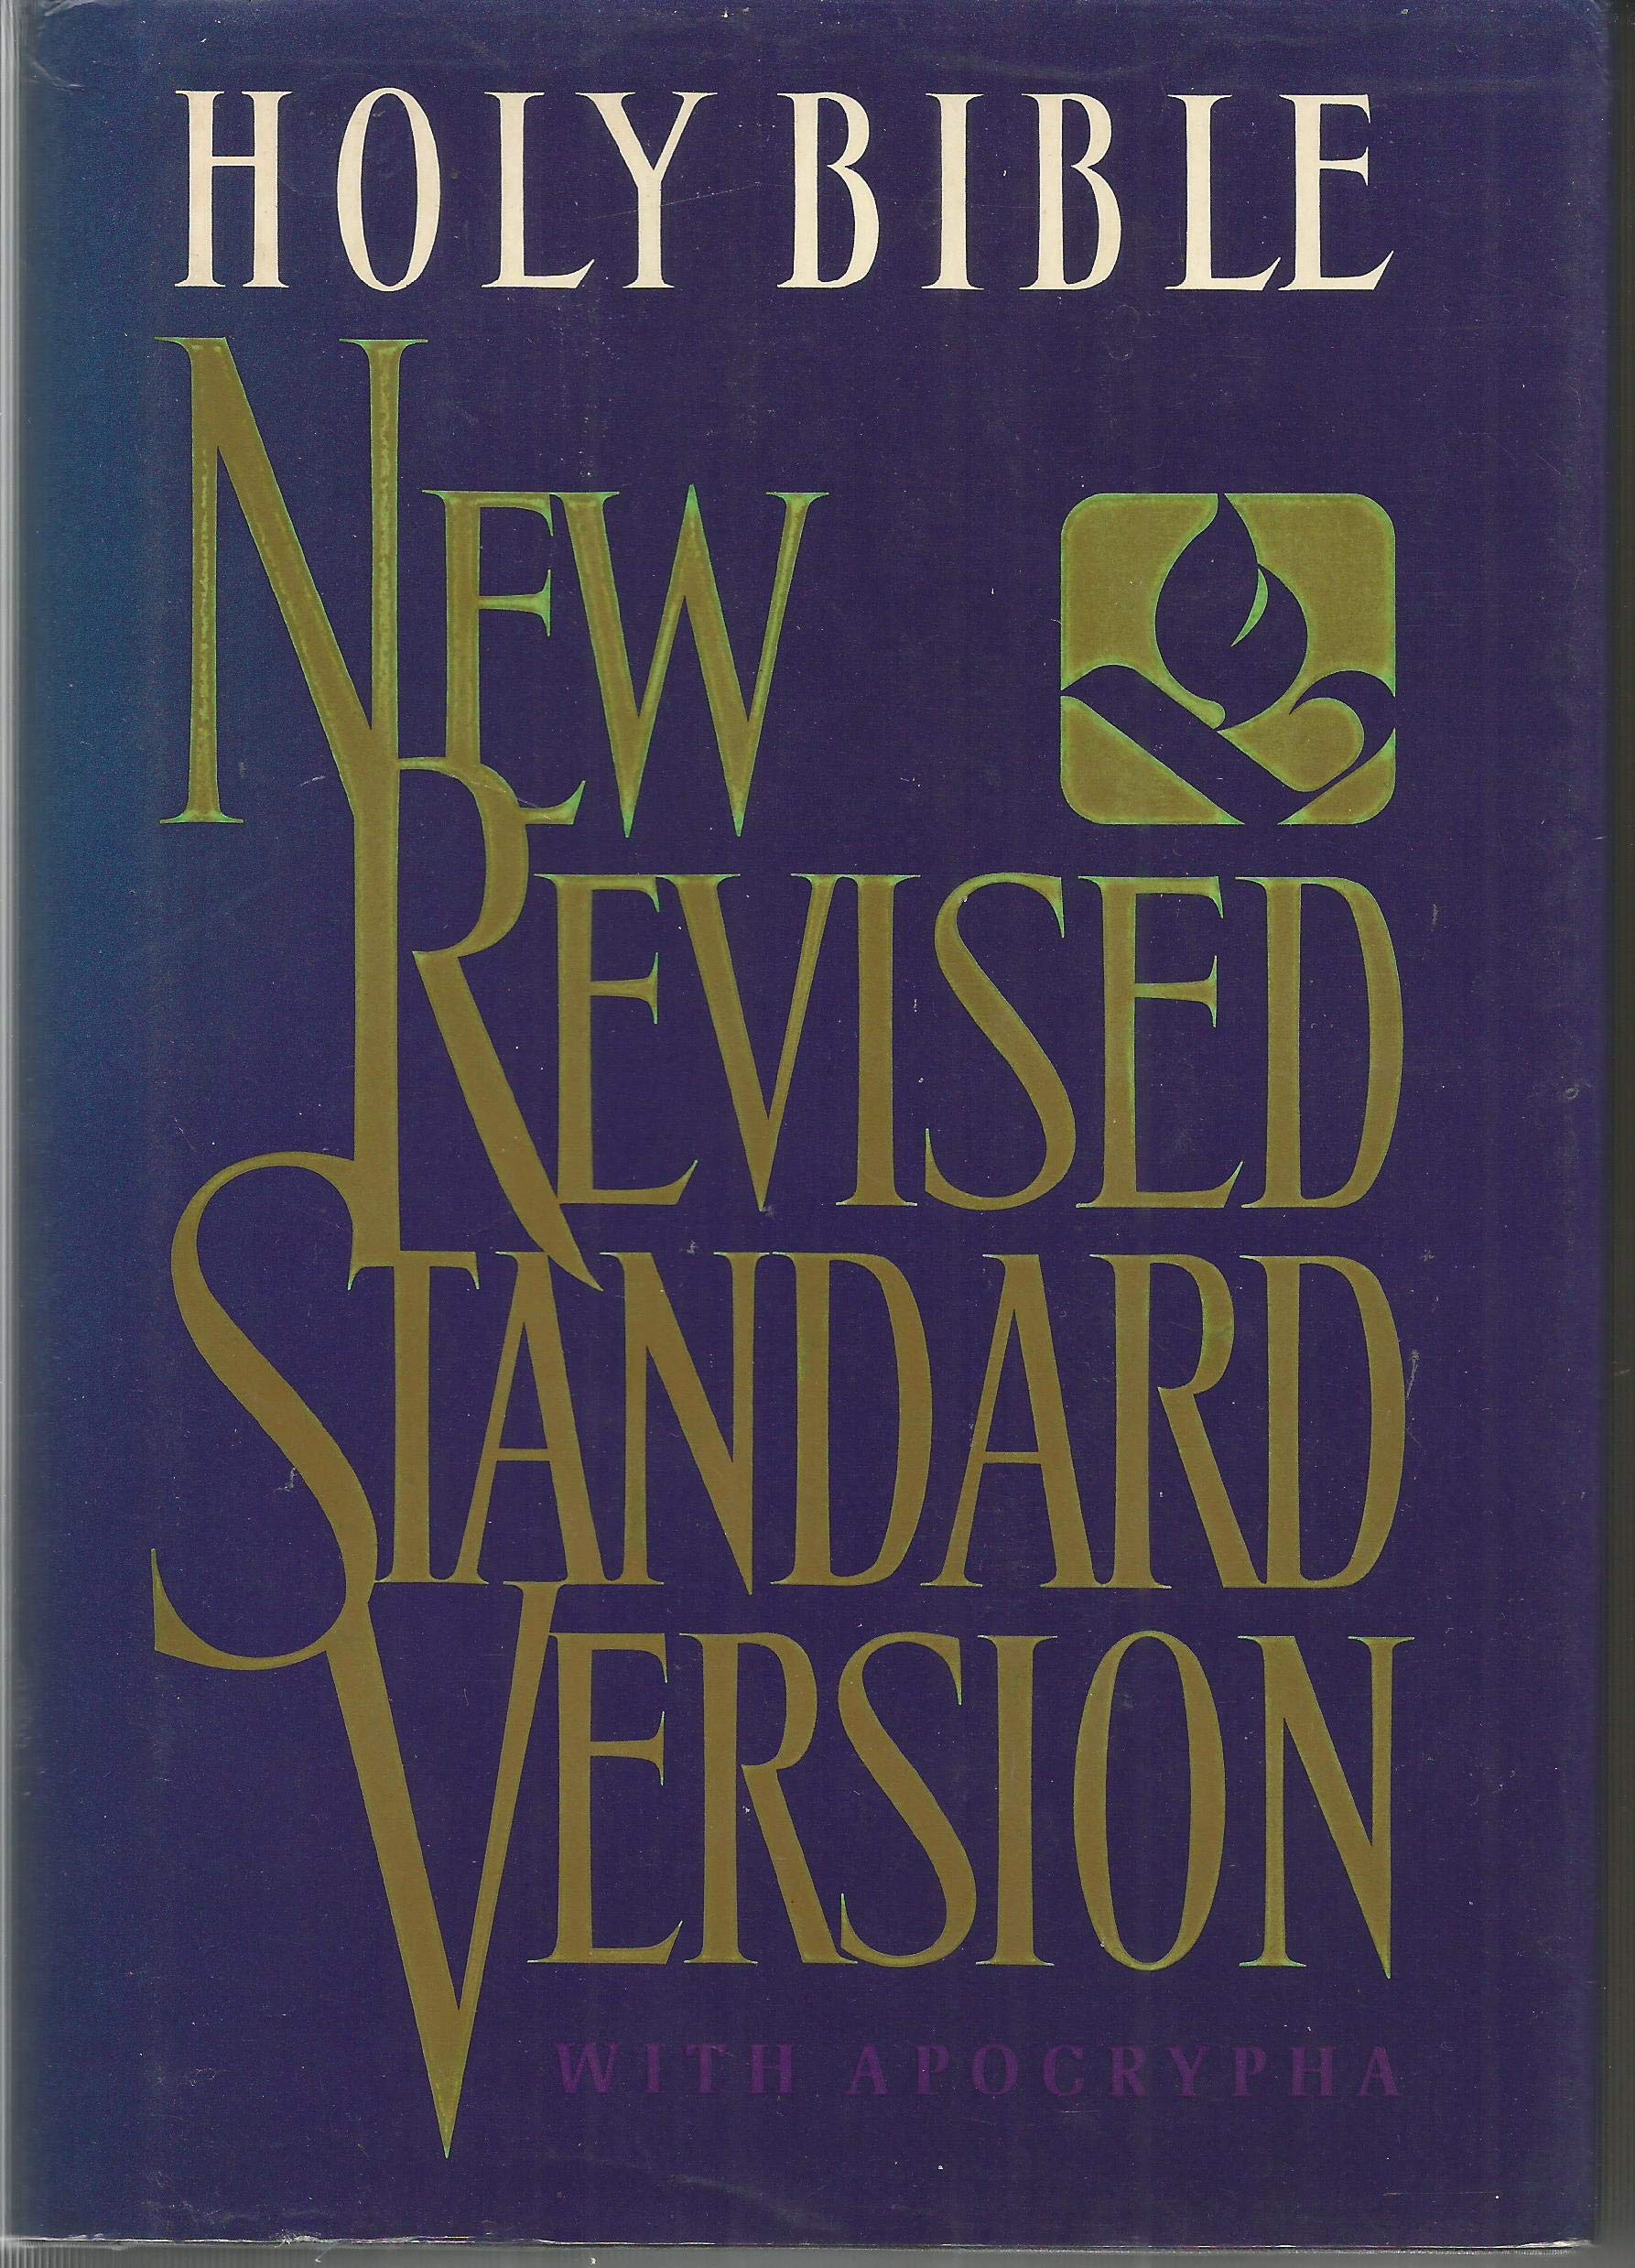 HOLY BIBLE
NEW
REVISED
STANDARD
VERSION
WITH APOCRYPHA